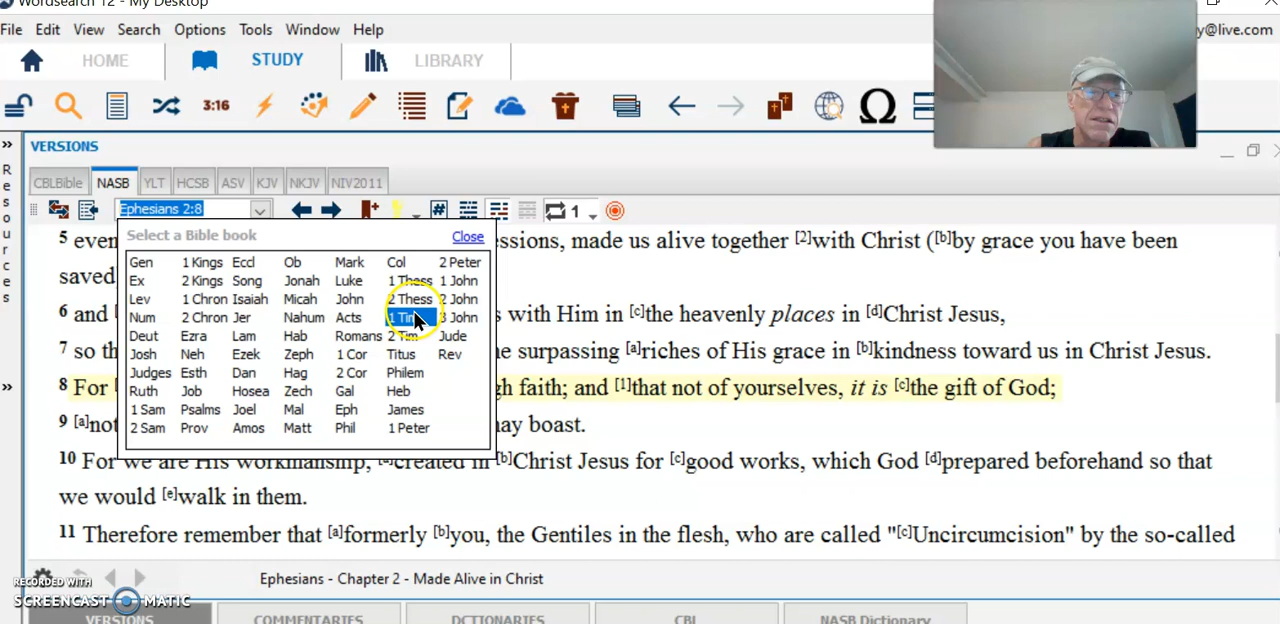 Wordsearch 12 - My Desktop
File Edit View Search Options Tools Window Help
y@live.com
HOME STUDY LIBRARY
3:16 Ω
VERSIONS
» Resources »
CBLBible NASB YLT HCSB ASV KJV NKJV NIV2011
Ephesians 2:8 # 1
Select a Bible book Close
Gen 1 Kings Eccl Ob Mark Col 2 Peter
Ex 2 Kings Song Jonah Luke 1 Thess 1 John
Lev 1 Chron Isaiah Micah John 2 Thess 2 John
Num 2 Chron Jer Nahum Acts 1 Tim 3 John
Deut Ezra Lam Hab Romans 2 Tim Jude
Josh Neh Ezek Zeph 1 Cor Titus Rev
Judges Esth Dan Hag 2 Cor Philem
Ruth Job Hosea Zech Gal Heb
1 Sam Psalms Joel Mal Eph James
2 Sam Prov Amos Matt Phil 1 Peter
5 even essions, made us alive together [2]with Christ ([b]by grace you have been
saved
6 and s with Him in [c]the heavenly places in [d]Christ Jesus,
7 so th e surpassing [a]riches of His grace in [b]kindness toward us in Christ Jesus.
8 For gh faith; and [1]that not of yourselves, it is [c]the gift of God;
9 [a]not may boast.
10 For we are His workmanship, created in [b]Christ Jesus for [c]good works, which God [d]prepared beforehand so that
we would [e]walk in them.
11 Therefore remember that [a]formerly [b]you, the Gentiles in the flesh, who are called "[c]Uncircumcision" by the so-called
Ephesians - Chapter 2 - Made Alive in Christ
RECORDED WITH
SCREENCAST MATIC
VERSIONS COMMENTARIES DCTIONARIES CBL NASB Dictionary